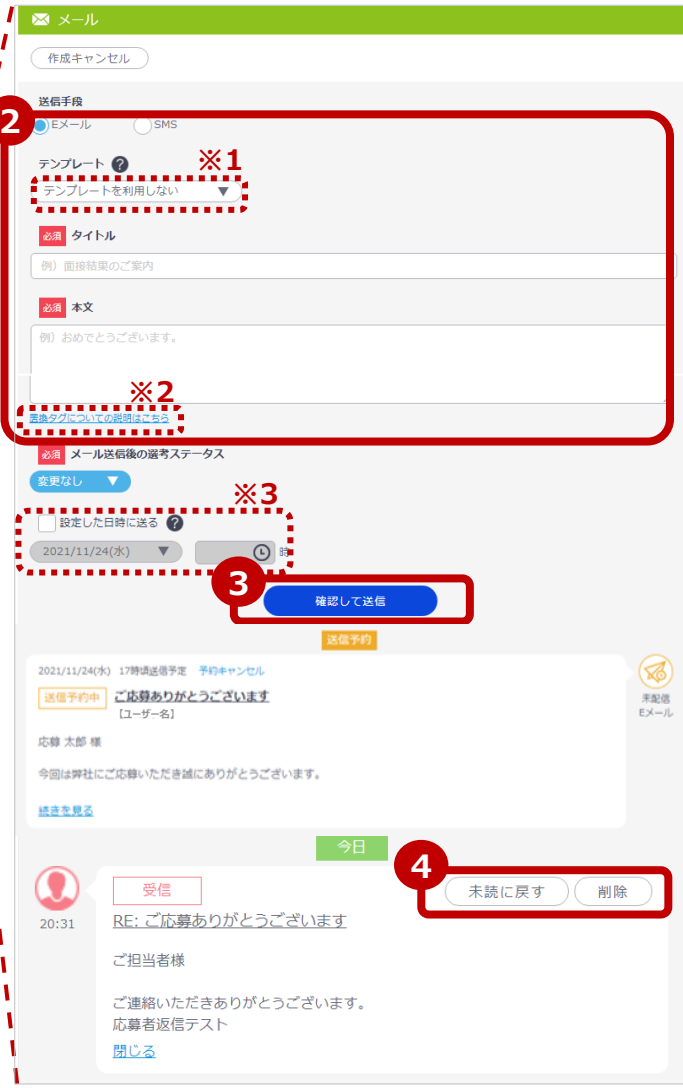 メール
作成キャンセル
送信手段
2
Eメール SMS
テンプレート ? ※1
テンプレートを利用しない ▼
必須 タイトル
例）面接結果のご案内
必須 本文
例）おめでとうございます。
※2
置換タグについての説明はこちら
必須 メール送信後の選考ステータス
変更なし ▼
※3
設定した日時に送る ?
2021/11/24(水) ▼ 時
3
確認して送信
送信予約
2021/11/24(水) 17時頃送信予定 予約キャンセル
送信予約中 ご応募ありがとうございます
【ユーザー名】
未配信
Eメール
応募 太郎 様
今回は弊社にご応募いただき誠にありがとうございます。
続きを見る
今日
4
受信 未読に戻す 削除
20:31 RE: ご応募ありがとうございます
ご担当者様
ご連絡いただきありがとうございます。
応募者返信テスト
閉じる